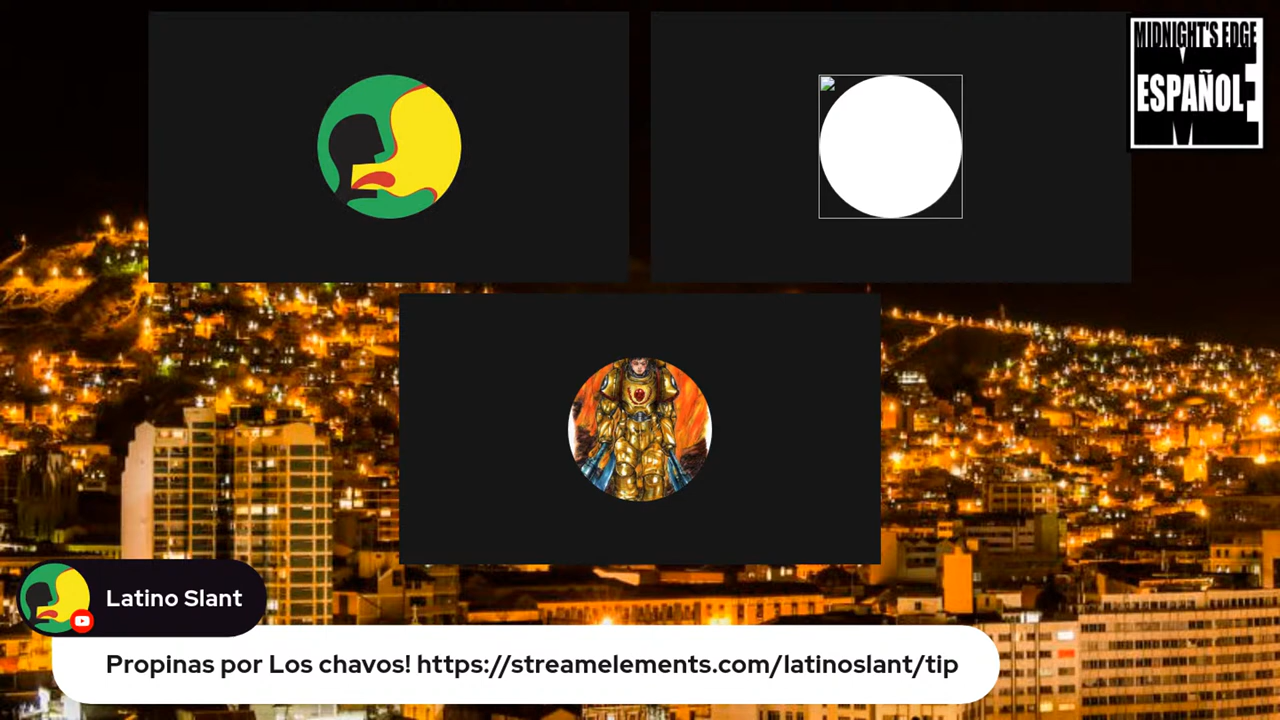 MIDNIGHT'S EDGE
ESPAÑOL
Latino Slant
Propinas por Los chavos! https://streamelements.com/latinoslant/tip